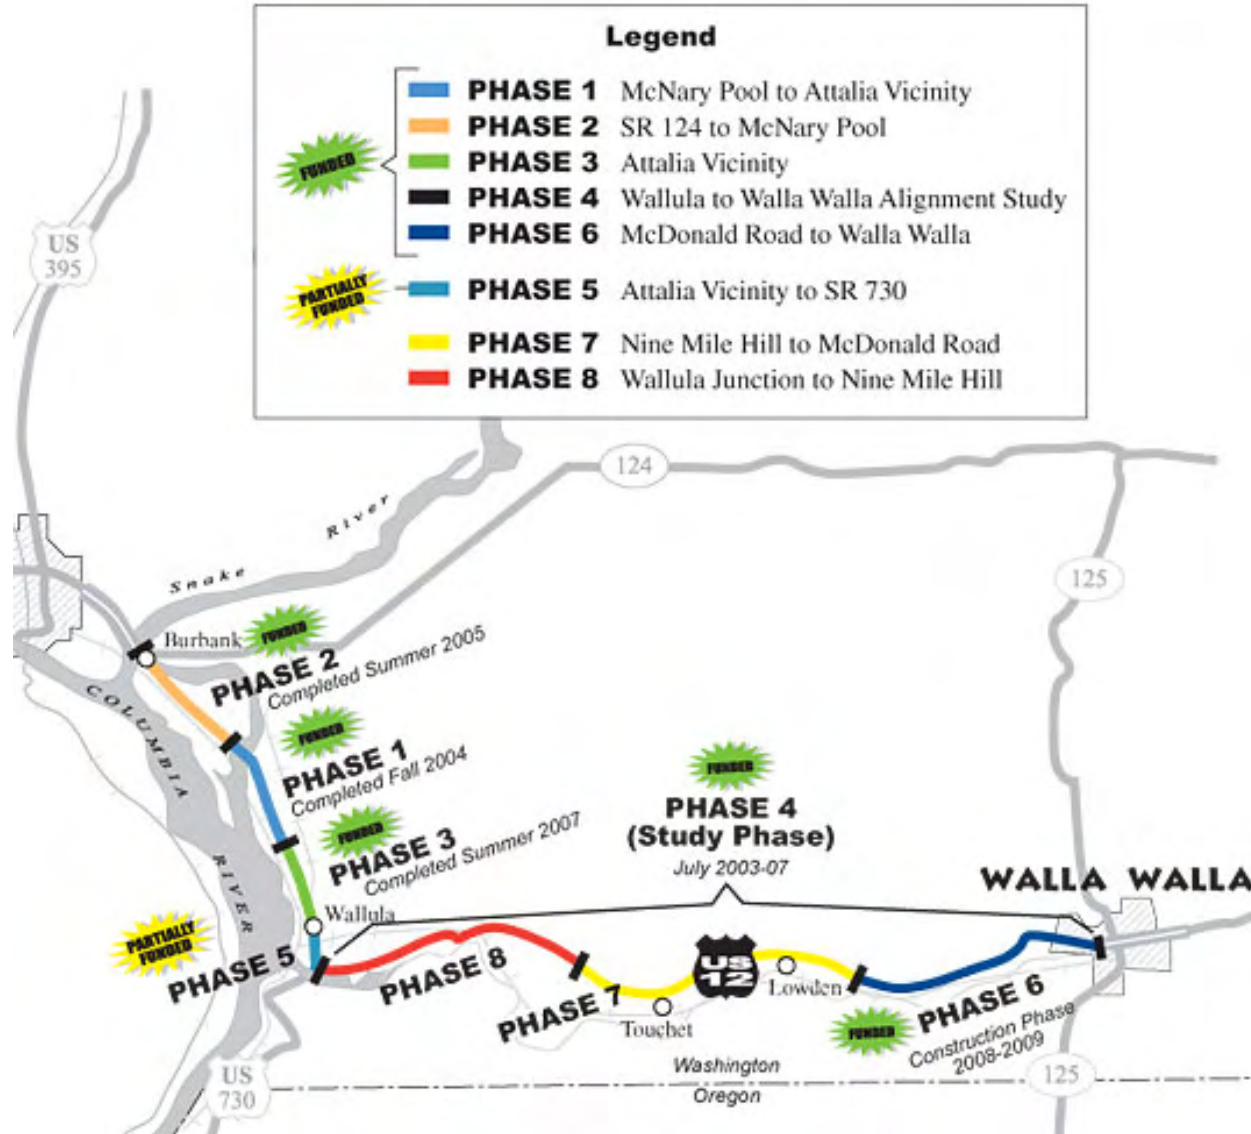 Legend
FUNDED
PHASE 1 McNary Pool to Attalia Vicinity
PHASE 2 SR 124 to McNary Pool
PHASE 3 Attalia Vicinity
PHASE 4 Wallula to Walla Walla Alignment Study
PHASE 6 McDonald Road to Walla Walla
PARTIALLY
FUNDED
PHASE 5 Attalia Vicinity to SR 730
PHASE 7 Nine Mile Hill to McDonald Road
PHASE 8 Wallula Junction to Nine Mile Hill
US
395
124
Snake River
125
Burbank
FUNDED
PHASE 2
Completed Summer 2005
COLUMBIA
RIVER
FUNDED
PHASE 1
Completed Fall 2004
FUNDED
PHASE 3
Completed Summer 2007
FUNDED
PHASE 4
(Study Phase)
July 2003-07
WALLA WALLA
Wallula
PARTIALLY
FUNDED
PHASE 5
PHASE 8
PHASE 7
US
12
Lowden
Touchet
FUNDED
PHASE 6
Construction Phase
2008-2009
Washington
Oregon
US
730
125